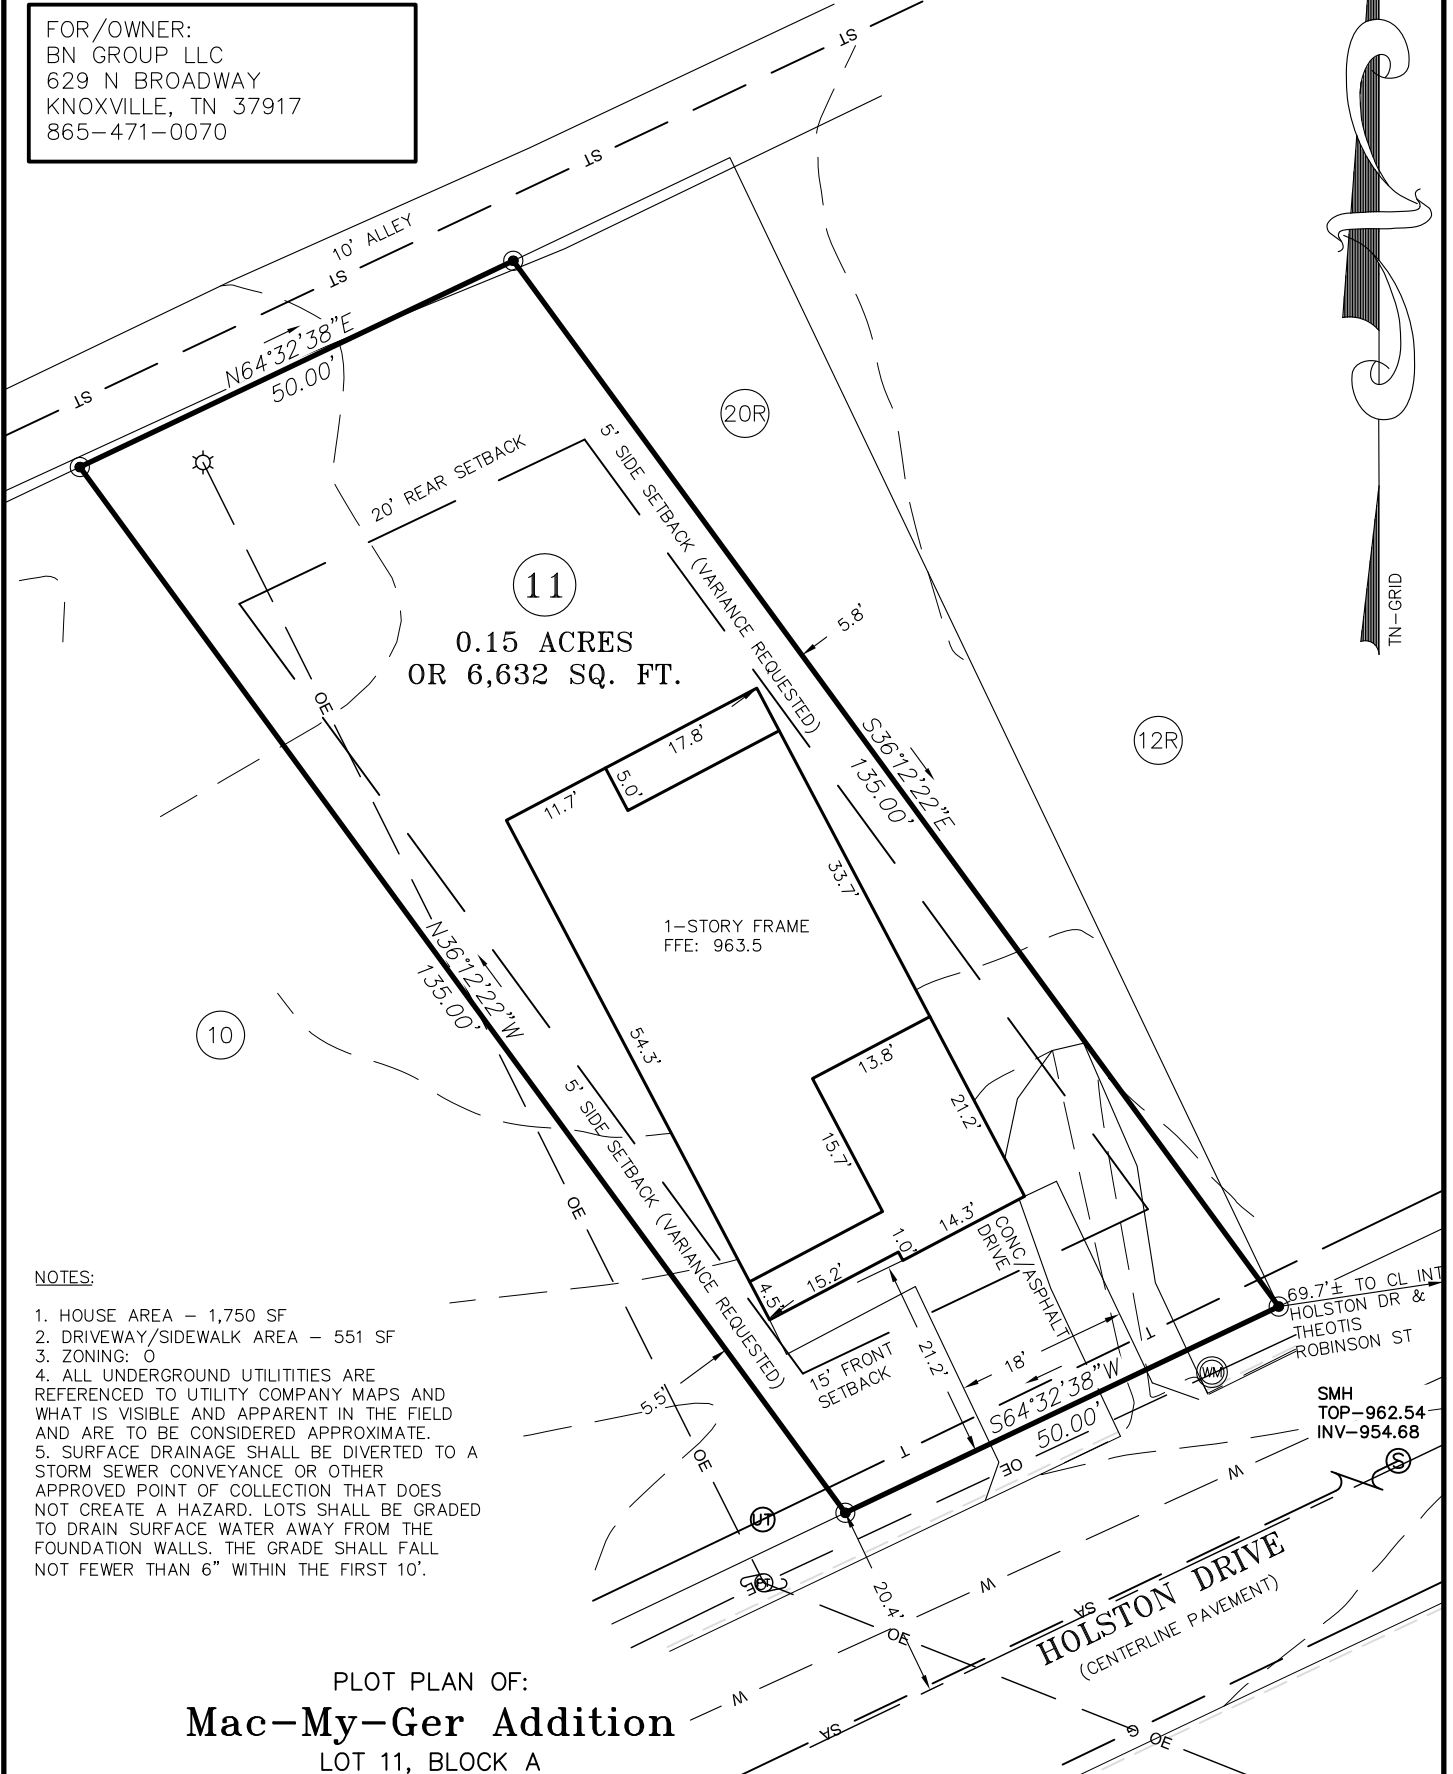 FOR/OWNER:
BN GROUP LLC
629 N BROADWAY
KNOXVILLE, TN 37917
865-471-0070
ST
ST
10' ALLEY
ST
ST
N64°32'38"E
50.00'
20' REAR SETBACK
5' SIDE SETBACK (VARIANCE REQUESTED)
20R
TN-GRID
11
0.15 ACRES
OR 6,632 SQ. FT.
5.8'
OE
S36°12'22"E
135.00'
12R
17.8'
11.7'
5.0'
33.7'
1-STORY FRAME
FFE: 963.5
N36°12'22"W
135.00'
10
54.3'
13.8'
21.2'
15.7'
5' SIDE SETBACK (VARIANCE REQUESTED)
OE
14.3'
1.0'
15.2'
4.5'
CONC/ASPHALT
DRIVE
21.2'
18'
15' FRONT
SETBACK
5.5'
OE
T
T
S64°32'38"W
50.00'
OE
69.7'± TO CL INT
HOLSTON DR &
THEOTIS
ROBINSON ST
WM
SMH
TOP-962.54
INV-954.68
S
UT
W
W
W
20.4'
OE
SA
SA
HOLSTON DRIVE
(CENTERLINE PAVEMENT)
G
OE
NOTES:
1. HOUSE AREA - 1,750 SF
2. DRIVEWAY/SIDEWALK AREA - 551 SF
3. ZONING: O
4. ALL UNDERGROUND UTILITITIES ARE
REFERENCED TO UTILITY COMPANY MAPS AND
WHAT IS VISIBLE AND APPARENT IN THE FIELD
AND ARE TO BE CONSIDERED APPROXIMATE.
5. SURFACE DRAINAGE SHALL BE DIVERTED TO A
STORM SEWER CONVEYANCE OR OTHER
APPROVED POINT OF COLLECTION THAT DOES
NOT CREATE A HAZARD. LOTS SHALL BE GRADED
TO DRAIN SURFACE WATER AWAY FROM THE
FOUNDATION WALLS. THE GRADE SHALL FALL
NOT FEWER THAN 6" WITHIN THE FIRST 10'.
PLOT PLAN OF:
Mac-My-Ger Addition
LOT 11, BLOCK A